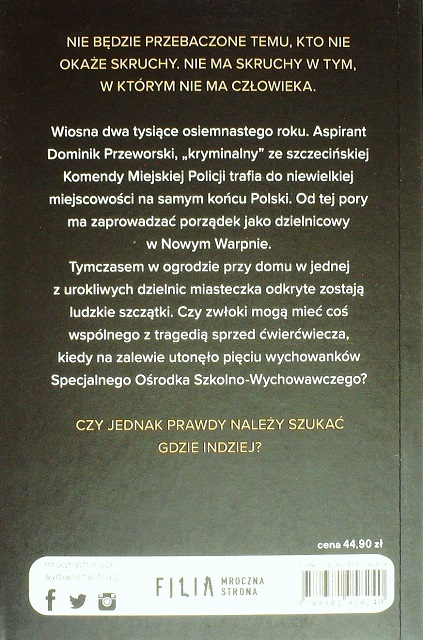 NIE BĘDZIE PRZEBACZONE TEMU, KTO NIE
OKAŻE SKRUCHY. NIE MA SKRUCHY W TYM,
W KTÓRYM NIE MA CZŁOWIEKA.
Wiosna dwa tysiące osiemnastego roku. Aspirant
Dominik Przeworski, „kryminalny” ze szczecińskiej
Komendy Miejskiej Policji trafia do niewielkiej
miejscowości na samym końcu Polski. Od tej pory
ma zaprowadzać porządek jako dzielnicowy
w Nowym Warpnie.
Tymczasem w ogrodzie przy domu w jednej
z urokliwych dzielnic miasteczka odkryte zostają
ludzkie szczątki. Czy zwłoki mogą mieć coś
wspólnego z tragedią sprzed ćwierćwiecza,
kiedy na zalewie utonęło pięciu wychowanków
Specjalnego Ośrodka Szkolno-Wychowawczego?
CZY JEDNAK PRAWDY NALEŻY SZUKAĆ
GDZIE INDZIEJ?
cena 44,90 zł
mrocznastrona.pl
FILIA MROCZNA
STRONA